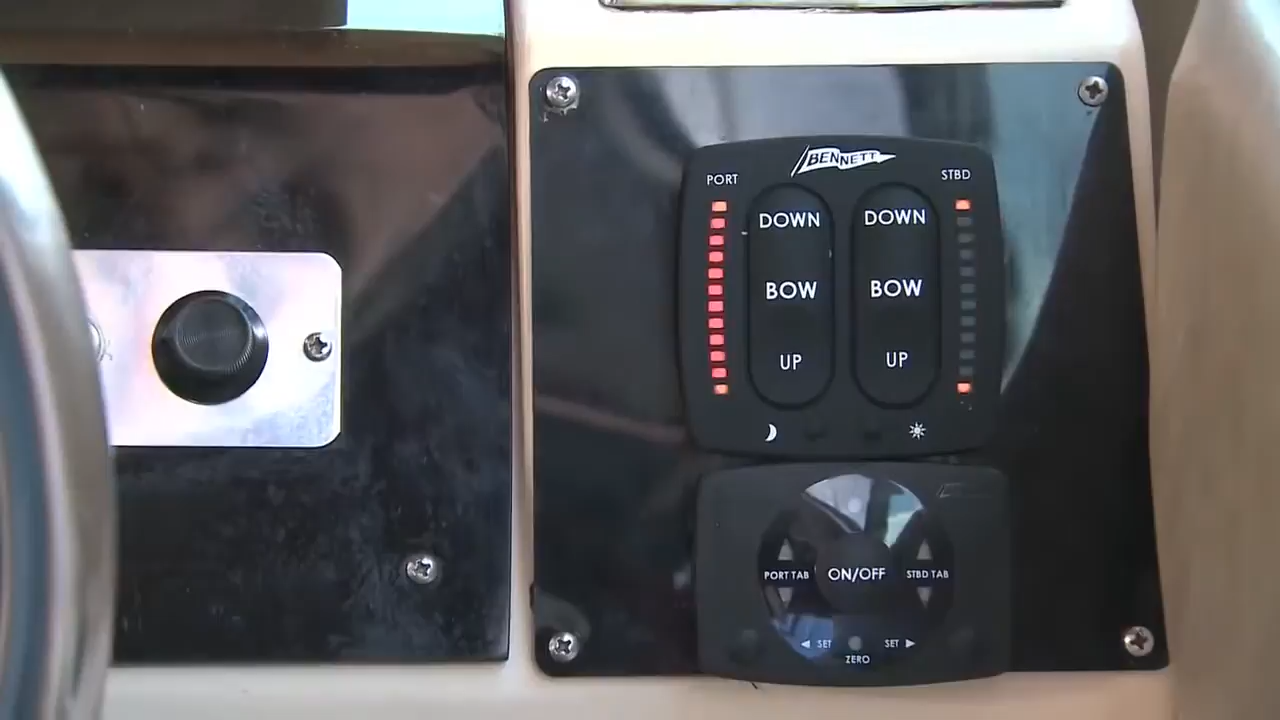 BENNETT
PORT STBD
DOWN DOWN
BOW BOW
UP UP
PORT TAB ON/OFF STBD TAB
SET SET
ZERO